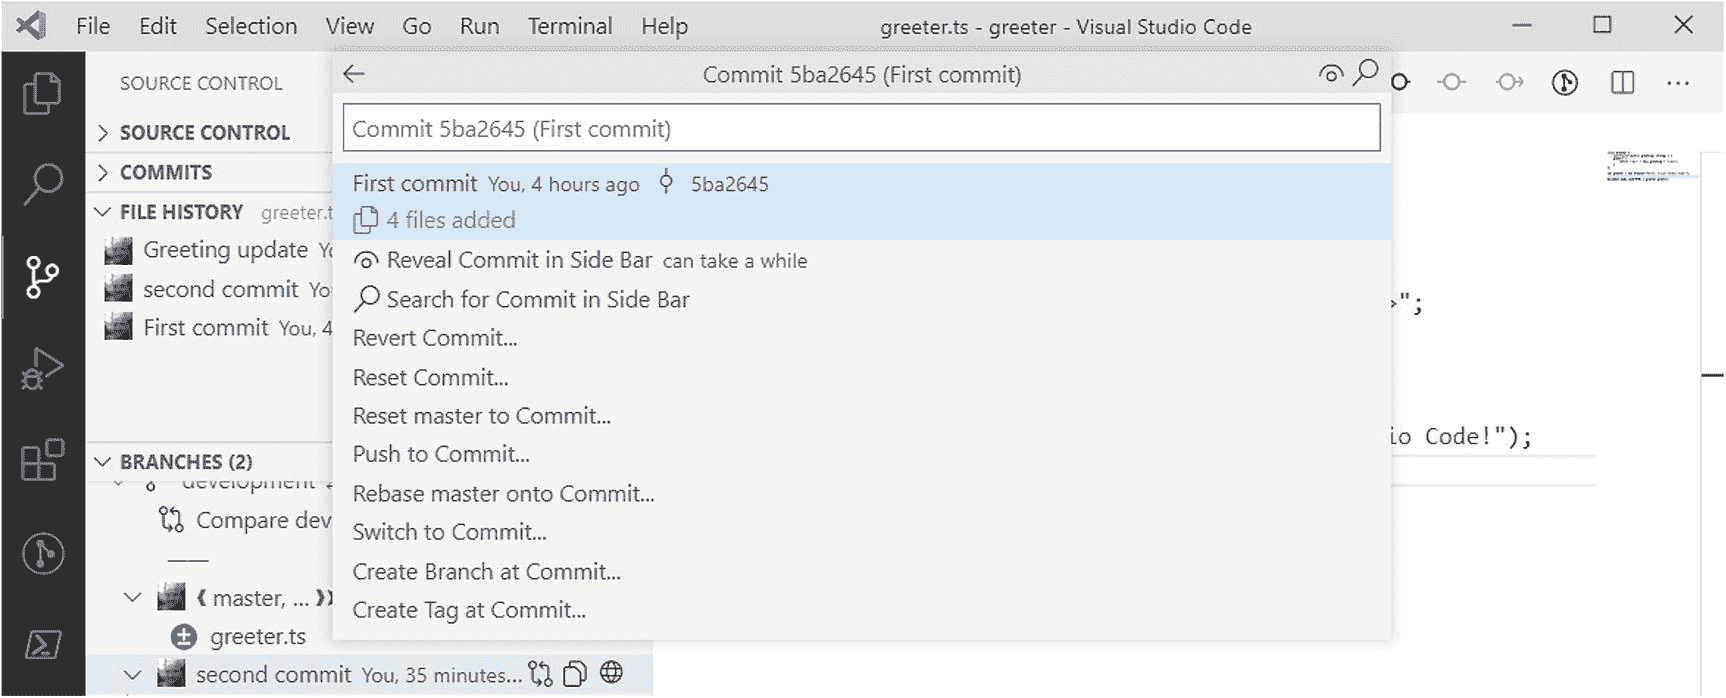 File Edit Selection View Go Run Terminal Help
greeter.ts - greeter - Visual Studio Code
SOURCE CONTROL
SOURCE CONTROL
COMMITS
FILE HISTORY greeter.t
Greeting update Yo
second commit Yo
First commit You, 4
BRANCHES (2)
development
Compare dev
master, ...
greeter.ts
second commit You, 35 minutes...
Commit 5ba2645 (First commit)
Commit 5ba2645 (First commit)
First commit You, 4 hours ago 5ba2645
4 files added
Reveal Commit in Side Bar can take a while
Search for Commit in Side Bar
Revert Commit...
Reset Commit...
Reset master to Commit...
Push to Commit...
Rebase master onto Commit...
Switch to Commit...
Create Branch at Commit...
Create Tag at Commit...
>";
io Code!");